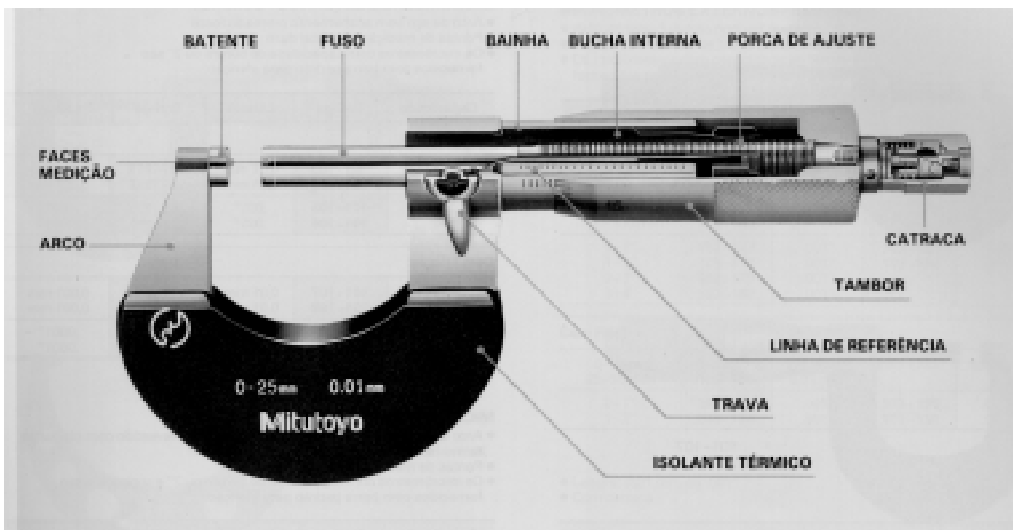 BATENTE
FUSO
BAINHA
BUCHA INTERNA
PORCA DE AJUSTE
FACES
MEDIÇÃO
ARCO
CATRACA
TAMBOR
LINHA DE REFERÊNCIA
TRAVA
ISOLANTE TÉRMICO
0-25mm 0.01mm
Mitutoyo